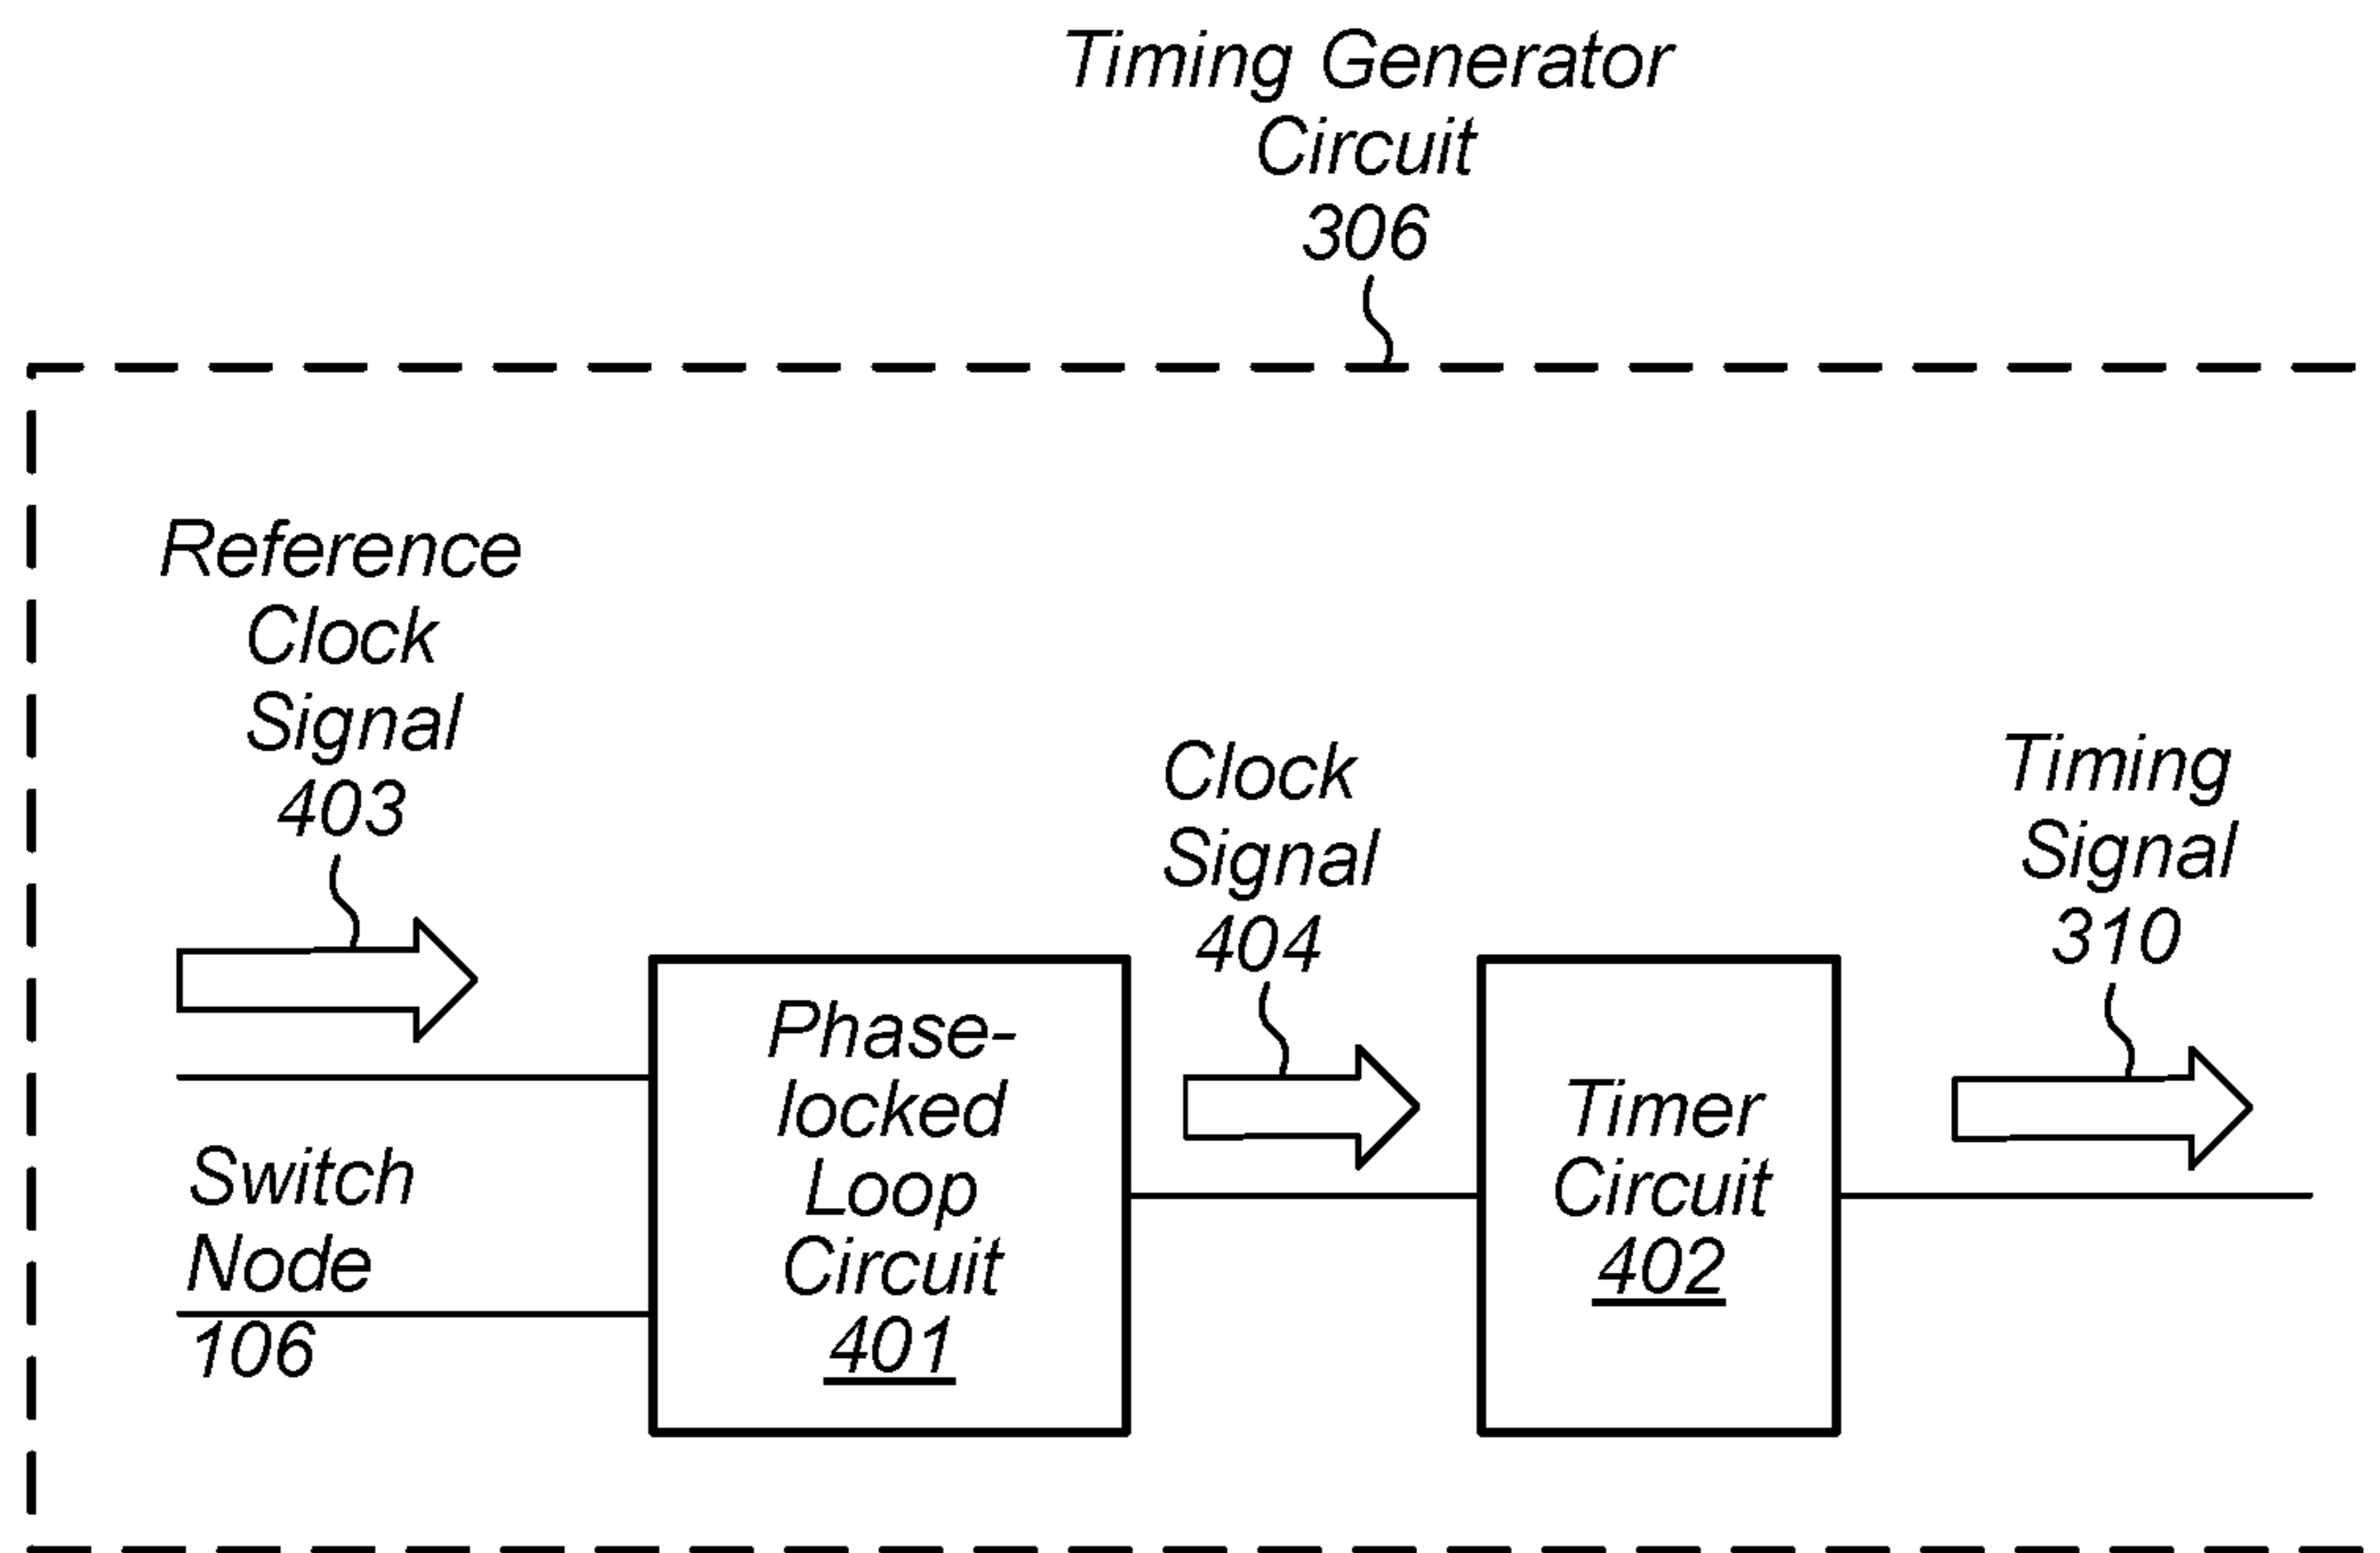 Timing Generator
Circuit
306
Reference
Clock
Signal
403
Clock
Signal
404
Timing
Signal
310
Switch
Node
106
Phase-
locked
Loop
Circuit
401
Timer
Circuit
402